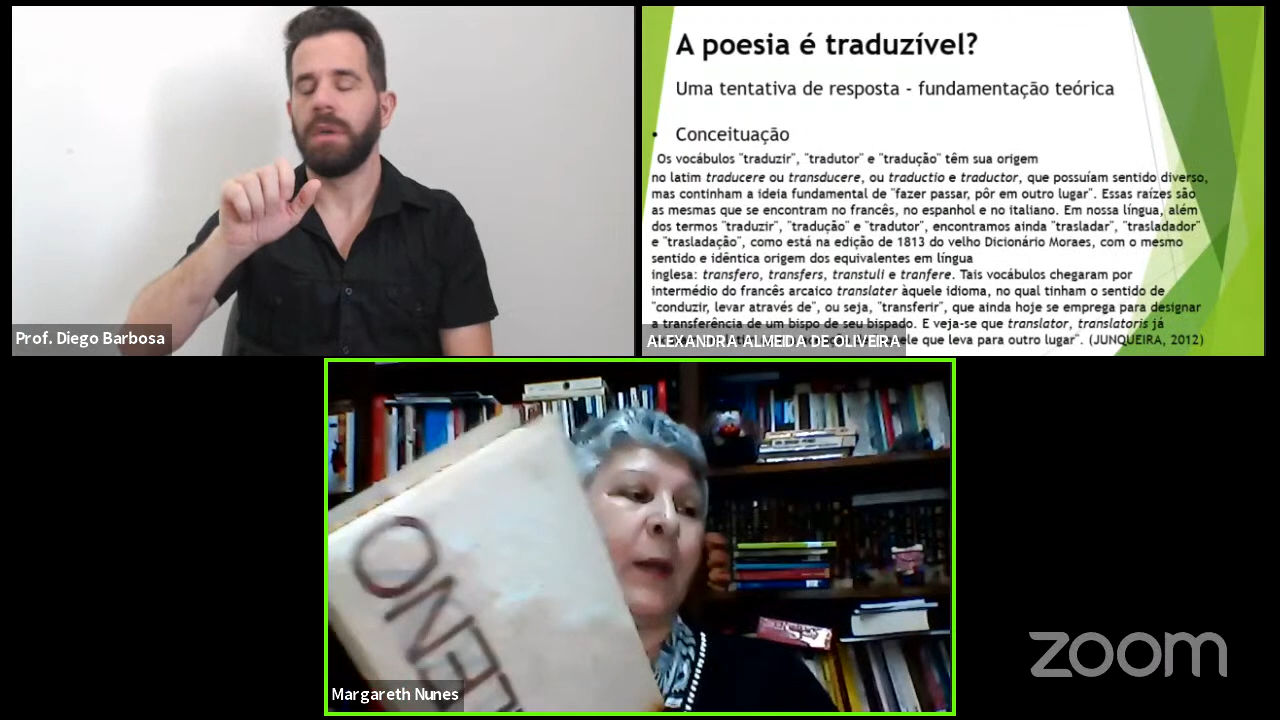 A poesia é traduzível?
Uma tentativa de resposta - fundamentação teórica
• Conceituação
Os vocábulos "traduzir", "tradutor" e "tradução" têm sua origem
no latim traducere ou transducere, ou traductio e traductor, que possuíam sentido diverso,
mas continham a ideia fundamental de "fazer passar, pôr em outro lugar". Essas raízes são
as mesmas que se encontram no francês, no espanhol e no italiano. Em nossa língua, além
dos termos "traduzir", "tradução" e "tradutor", encontramos ainda "trasladar", "trasladador"
e "trasladação", como está na edição de 1813 do velho Dicionário Moraes, com o mesmo
sentido e idêntica origem dos equivalentes em língua
inglesa: transfero, transfers, transtuli e tranfere. Tais vocábulos chegaram por
intermédio do francês arcaico translater àquele idioma, no qual tinham o sentido de
"conduzir, levar através de", ou seja, "transferir", que ainda hoje se emprega para designar
a transferência de um bispo de seu bispado. E veja-se que translator, translatoris já
que leva para outro lugar". (JUNQUEIRA, 2012)
Prof. Diego Barbosa
ALEXANDRA ALMEIDA DE OLIVEIRA
Margareth Nunes
zoom